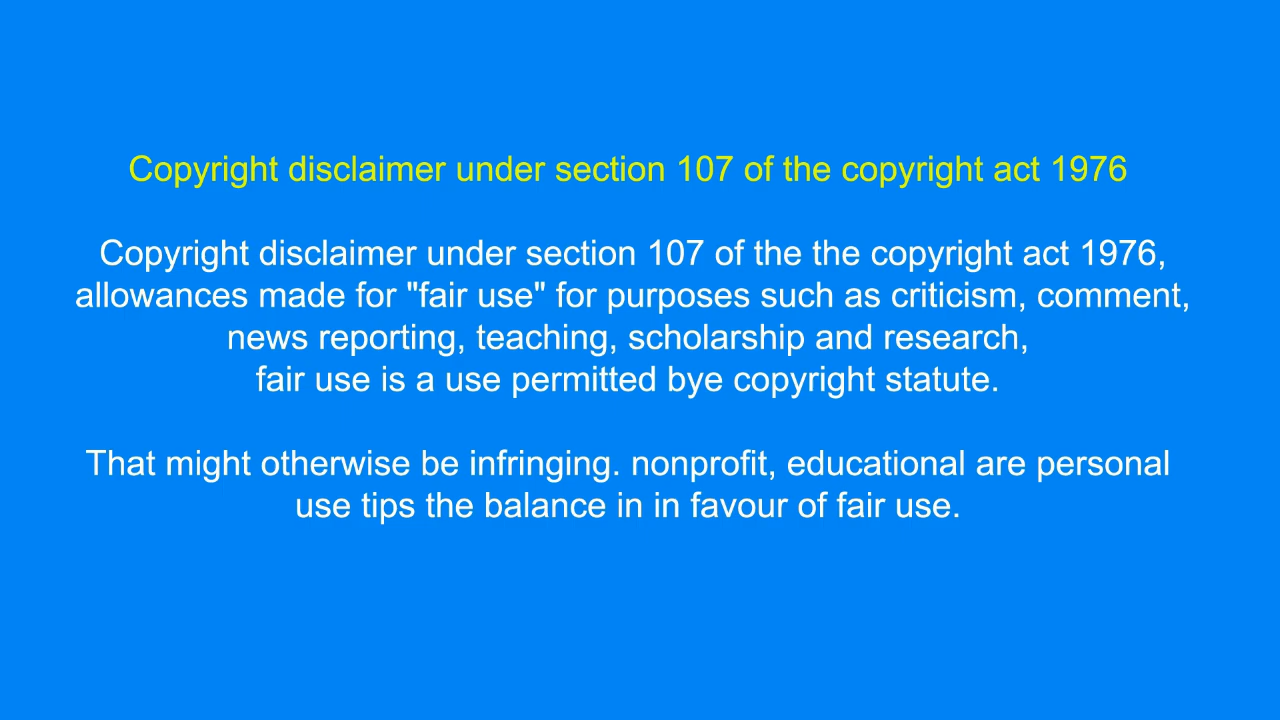 Copyright disclaimer under section 107 of the copyright act 1976
Copyright disclaimer under section 107 of the the copyright act 1976,
allowances made for "fair use" for purposes such as criticism, comment,
news reporting, teaching, scholarship and research,
fair use is a use permitted bye copyright statute.
That might otherwise be infringing. nonprofit, educational are personal
use tips the balance in in favour of fair use.